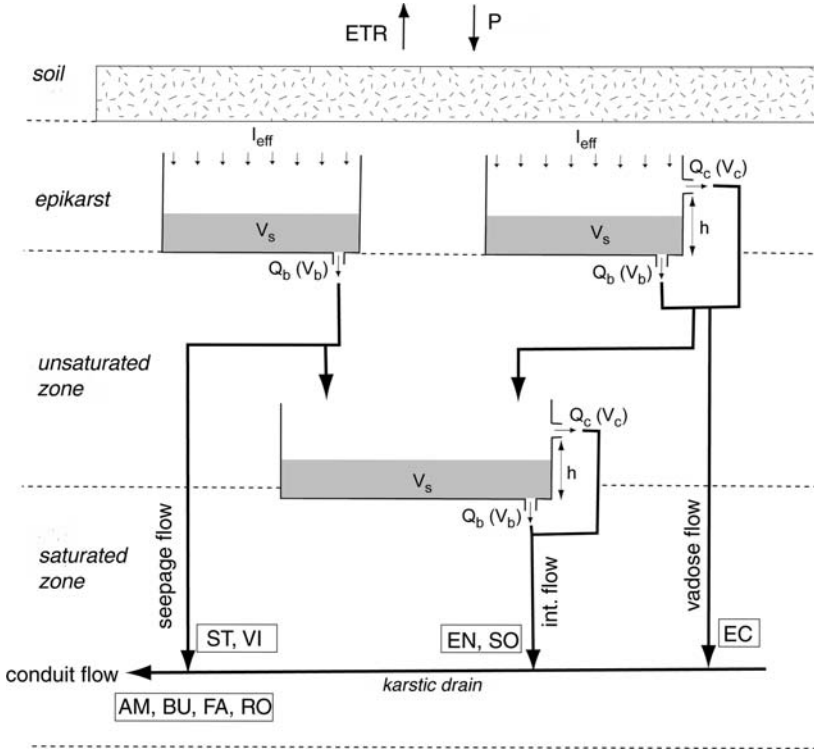 ETR
P
soil
I_eff
I_eff
Q_c (V_c)
epikarst
V_s
V_s
h
Q_b (V_b)
Q_b (V_b)
unsaturated
zone
Q_c (V_c)
V_s
h
Q_b (V_b)
saturated
zone
seepage flow
int. flow
vadose flow
ST, VI
EN, SO
EC
conduit flow
karstic drain
AM, BU, FA, RO